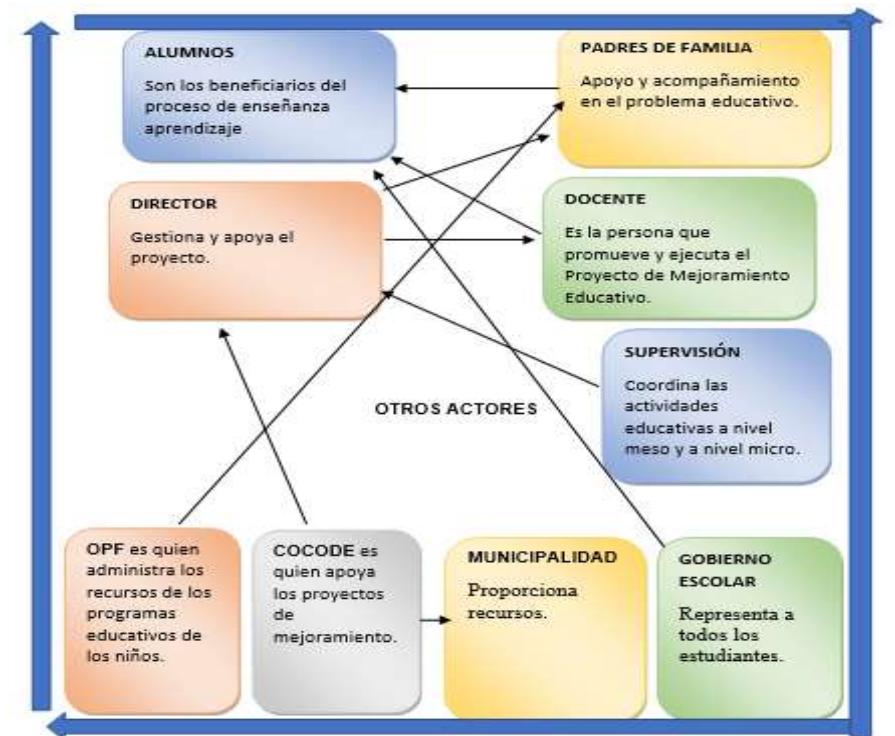 ALUMNOS
Son los beneficiarios del
proceso de enseñanza
aprendizaje
PADRES DE FAMILIA
Apoyo y acompañamiento
en el problema educativo.
DIRECTOR
Gestiona y apoya el
proyecto.
DOCENTE
Es la persona que
promueve y ejecuta el
Proyecto de Mejoramiento
Educativo.
SUPERVISIÓN
Coordina las
actividades
educativas a nivel
meso y a nivel micro.
OTROS ACTORES
OPF es quien
administra los
recursos de los
programas
educativos de
los niños.
COCODE es
quien apoya
los proyectos
de
mejoramiento.
MUNICIPALIDAD
Proporciona
recursos.
GOBIERNO
ESCOLAR
Representa a
todos los
estudiantes.